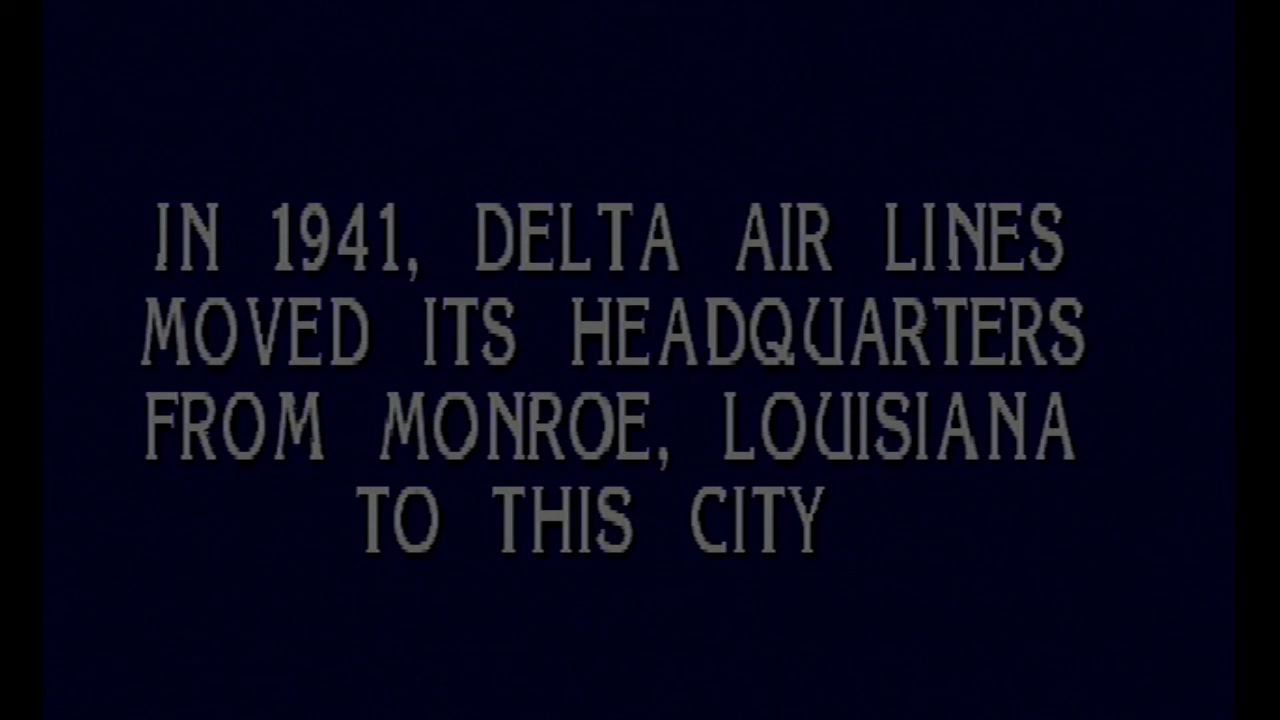 IN 1941, DELTA AIR LINES
MOVED ITS HEADQUARTERS
FROM MONROE, LOUISIANA
TO THIS CITY